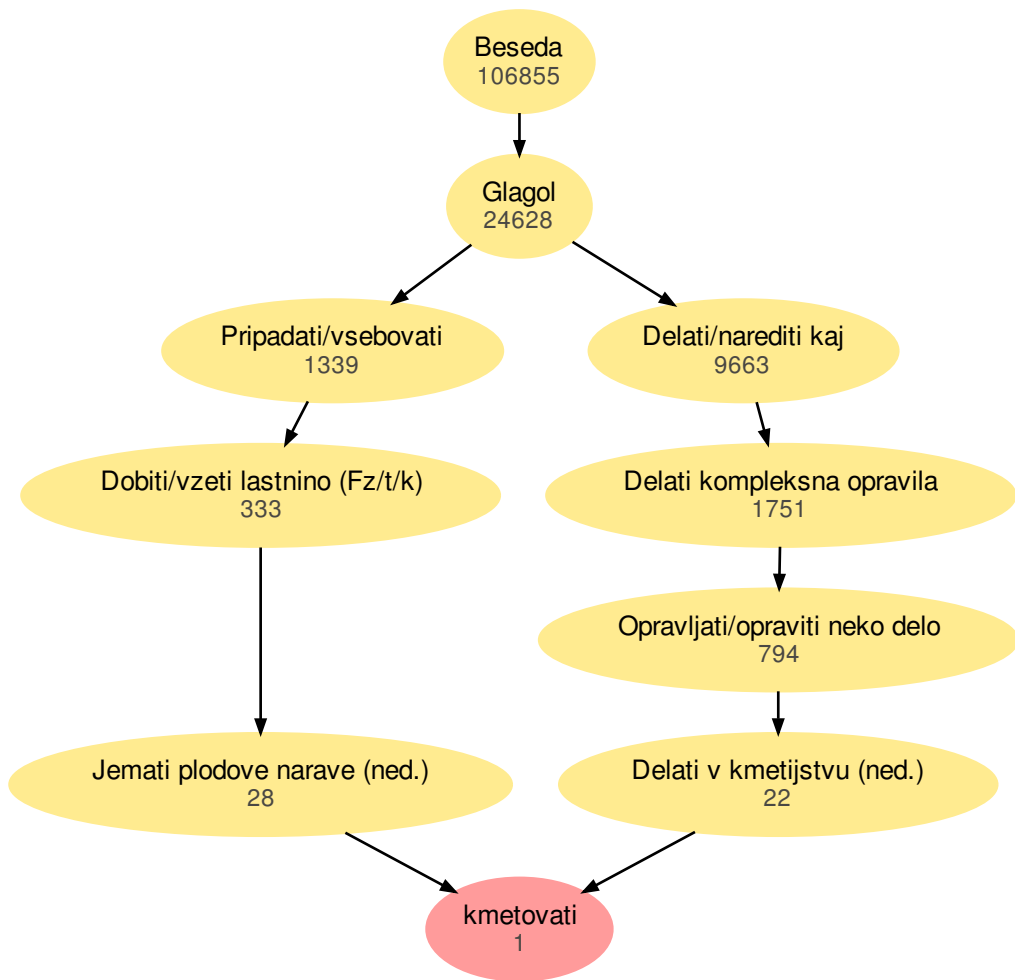 Beseda
106855
Glagol
24628
Pripadati/vsebovati
1339
Delati/narediti kaj
9663
Dobiti/vzeti lastnino (Fz/t/k)
333
Delati kompleksna opravila
1751
Opravljati/opraviti neko delo
794
Jemati plodove narave (ned.)
28
Delati v kmetijstvu (ned.)
22
kmetovati
1